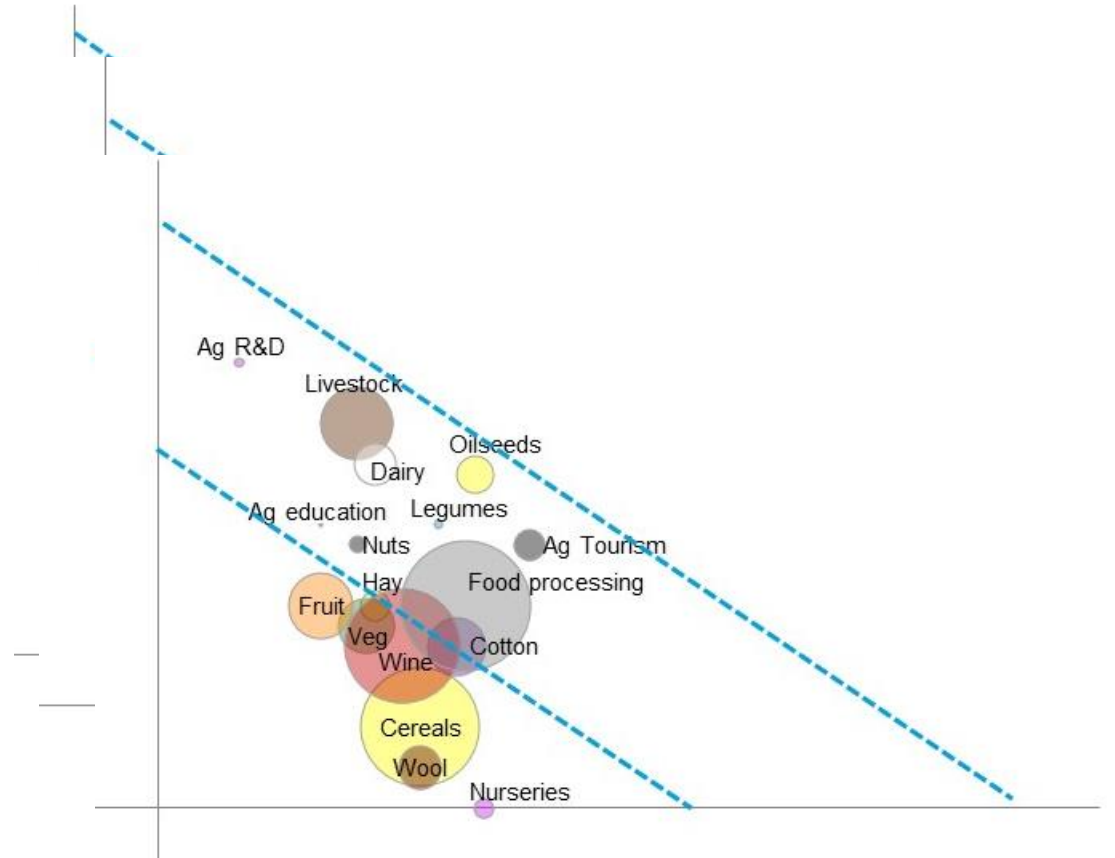 Ag R&D
Livestock
Oilseeds
Dairy
Ag education
Legumes
Nuts
Ag Tourism
Hay
Food processing
Fruit
Veg
Cotton
Wine
Cereals
Wool
Nurseries